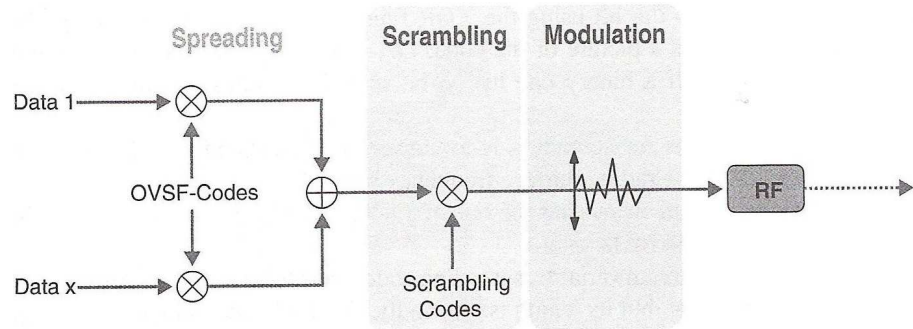 Spreading
Scrambling
Modulation
Data 1
OVSF-Codes
RF
Data x
Scrambling
Codes